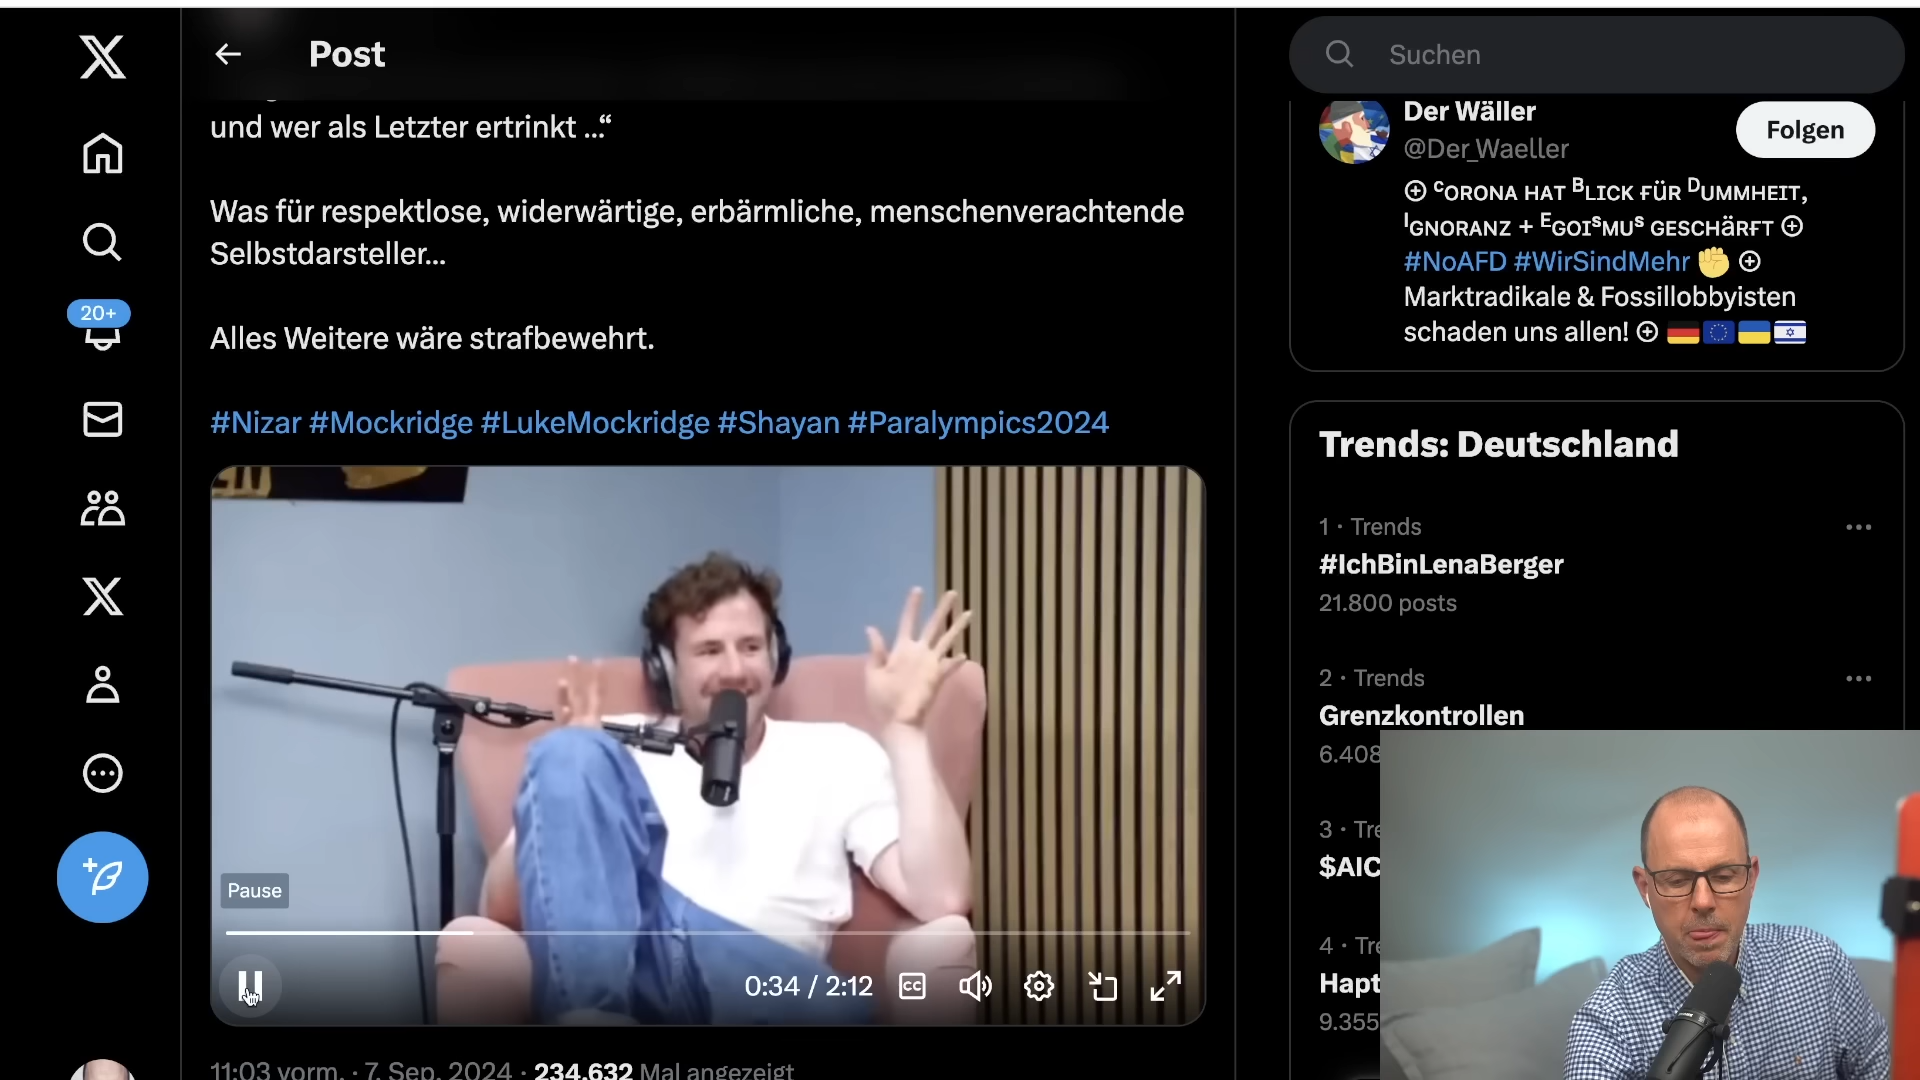 Post
und wer als Letzter ertrinkt ..."
Was für respektlose, widerwärtige, erbärmliche, menschenverachtende
Selbstdarsteller...
Alles Weitere wäre strafbewehrt.
#Nizar #Mockridge #LukeMockridge #Shayan #Paralympics2024
20+
Pause
0:34 / 2:12
CC
11:03 vorm. · 7. Sep. 2024 · 234.632 Mal angezeigt
Suchen
Der Wäller
@Der_Waeller
Folgen
⊕ ᶜORONA HAT ᴮLICK FÜR ᴰUMMHEIT,
ᴵGNORANZ + ᴱGOIˢMUˢ GESCHÄRFT ⊕
#NoAFD #WirSindMehr ✊ ⊕
Marktradikale & Fossillobbyisten
schaden uns allen! ⊕ 🇩🇪🇪🇺🇺🇦🇮🇱
Trends: Deutschland
1 · Trends
#IchBinLenaBerger
21.800 posts
2 · Trends
Grenzkontrollen
6.408
3 · Tre
$AIC
4 · Tre
Hapt
9.355